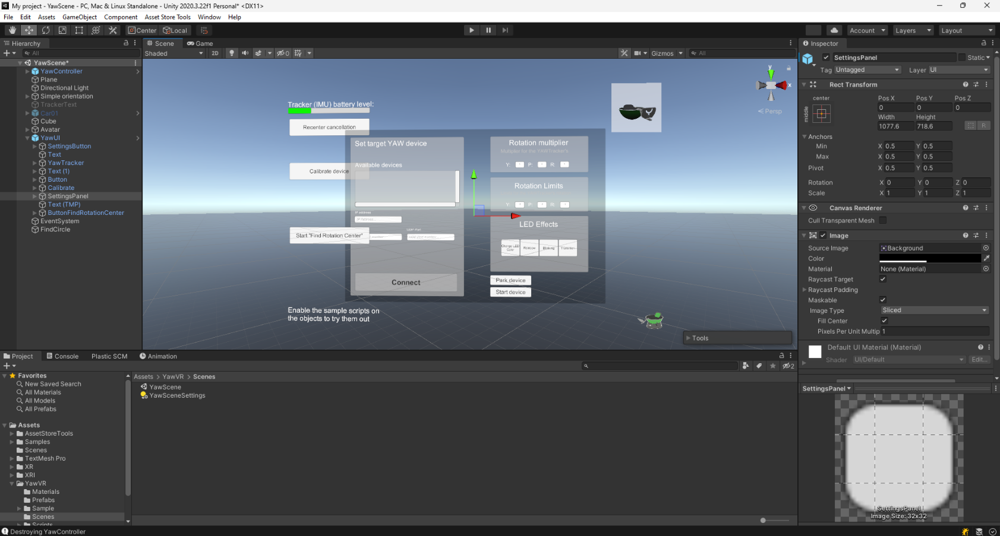 My project - YawScene - PC, Mac & Linux Standalone - Unity 2020.3.22f1 Personal* <DX11>
File Edit Assets GameObject Component Asset Store Tools Window Help
Center Local Account Layers Layout
Hierarchy
All
YawScene*
YawController
Plane
Directional Light
Simple orientation
TrackerText
Car01
Cube
Avatar
YawUI
SettingsButton
Text
YawTracker
Text (1)
Button
Calibrate
SettingsPanel
Text (TMP)
ButtonFindRotationCenter
EventSystem
FindCircle
Scene Game
Shaded 2D 0 Gizmos All
y
x
Persp
Tracker (IMU) battery level:
Recenter cancellation
Set target YAW device
Available devices
Calibrate device
IP address
IP Address...
UDP Port
Start "Find Rotation Center"
Connect
Rotation multiplier
Multiplier for the YAWTracker's
Y: P: R:
Rotation Limits
Y: P: R:
LED Effects
Change LED Color Rainbow Blinking Transition
Park device
Start device
Enable the sample scripts on
the objects to try them out
Tools
Inspector
SettingsPanel Static
Tag Untagged Layer UI
Rect Transform
center
middle
Pos X Pos Y Pos Z
0 0 0
Width Height
1077.6 718.6 R
Anchors
Min X 0.5 Y 0.5
Max X 0.5 Y 0.5
Pivot X 0.5 Y 0.5
Rotation X 0 Y 0 Z 0
Scale X 1 Y 1 Z 1
Canvas Renderer
Cull Transparent Mesh
Image
Source Image Background
Color
Material None (Material)
Raycast Target
Raycast Padding
Maskable
Image Type Sliced
Fill Center
Pixels Per Unit Multip 1
Default UI Material (Material)
Shader UI/Default Edit...
SettingsPanel
SettingsPanel
Image Size: 32x32
Project Console Plastic SCM Animation
2
Favorites
New Saved Search
All Materials
All Models
All Prefabs
Assets
AssetStoreTools
Samples
Scenes
TextMesh Pro
XR
XRI
YawVR
Materials
Prefabs
Sample
Scenes
Scripts
Assets > YawVR > Scenes
YawScene
YawSceneSettings
Destroying YawController